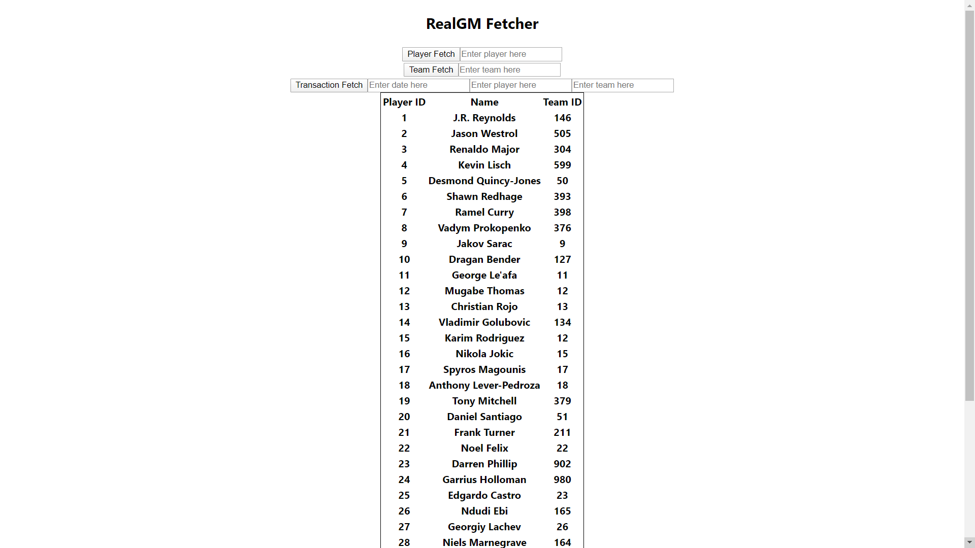 RealGM Fetcher
Player Fetch Enter player here
Team Fetch Enter team here
Transaction Fetch Enter date here Enter player here Enter team here
Player ID Name Team ID
1 J.R. Reynolds 146
2 Jason Westrol 505
3 Renaldo Major 304
4 Kevin Lisch 599
5 Desmond Quincy-Jones 50
6 Shawn Redhage 393
7 Ramel Curry 398
8 Vadym Prokopenko 376
9 Jakov Sarac 9
10 Dragan Bender 127
11 George Le'afa 11
12 Mugabe Thomas 12
13 Christian Rojo 13
14 Vladimir Golubovic 134
15 Karim Rodriguez 12
16 Nikola Jokic 15
17 Spyros Magounis 17
18 Anthony Lever-Pedroza 18
19 Tony Mitchell 379
20 Daniel Santiago 51
21 Frank Turner 211
22 Noel Felix 22
23 Darren Phillip 902
24 Garrius Holloman 980
25 Edgardo Castro 23
26 Ndudi Ebi 165
27 Georgiy Lachev 26
28 Niels Marnegrave 164